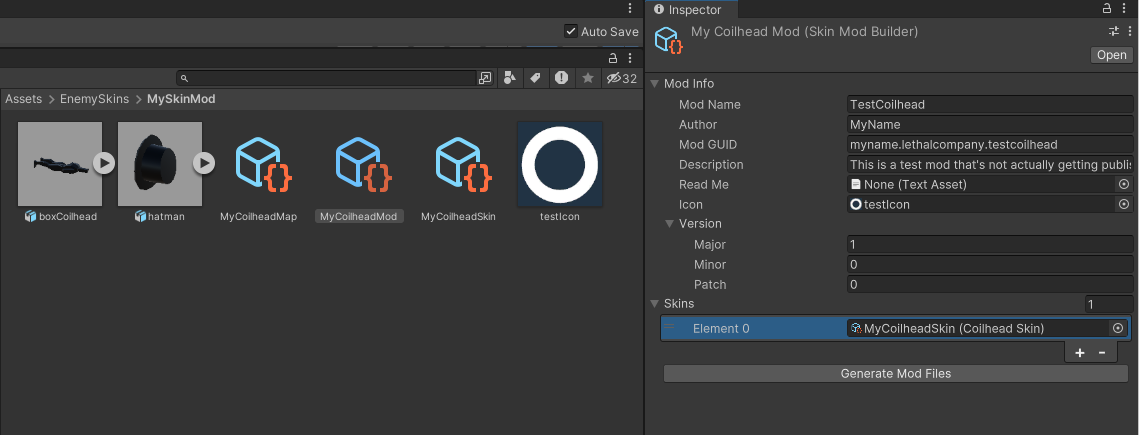 Auto Save
32
Assets > EnemySkins > MySkinMod
boxCoilhead
hatman
MyCoilheadMap
MyCoilheadMod
MyCoilheadSkin
testIcon
Inspector
My Coilhead Mod (Skin Mod Builder)
Open
Mod Info
Mod Name TestCoilhead
Author MyName
Mod GUID myname.lethalcompany.testcoilhead
Description This is a test mod that's not actually getting publis
Read Me None (Text Asset)
Icon testIcon
Version
Major 1
Minor 0
Patch 0
Skins 1
Element 0 MyCoilheadSkin (Coilhead Skin)
+ -
Generate Mod Files